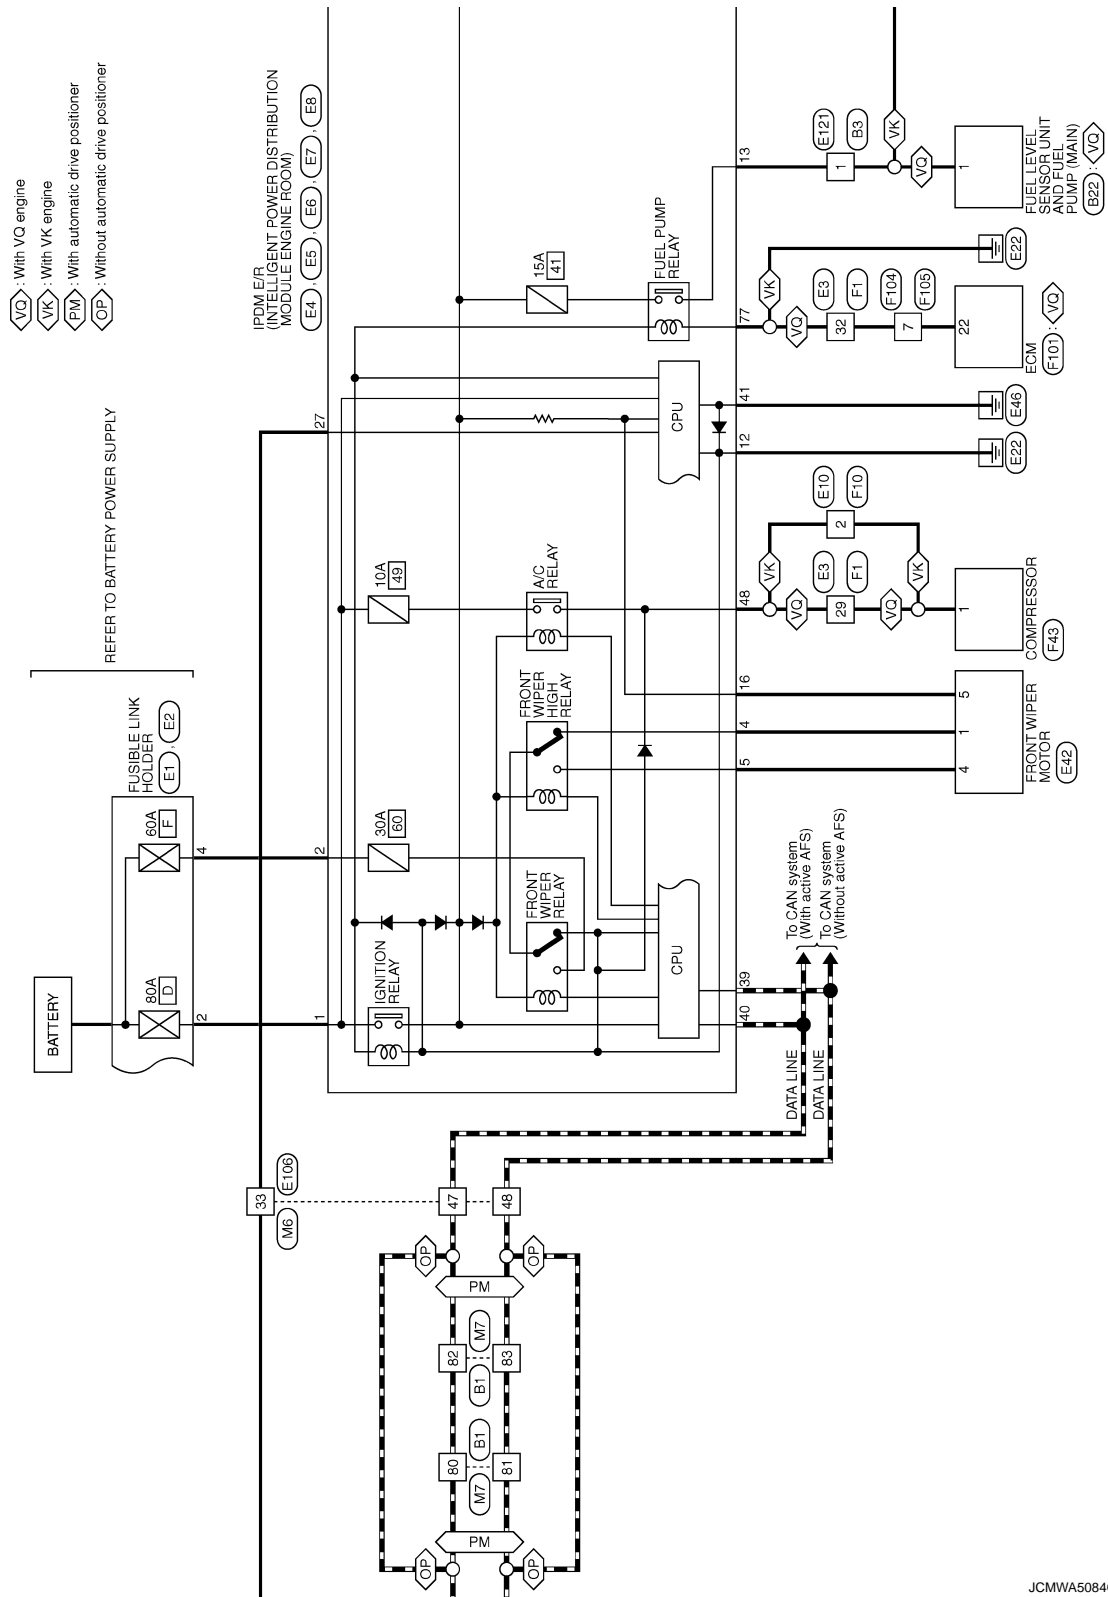 VQ : With VQ engine
VK : With VK engine
PM : With automatic drive positioner
OP : Without automatic drive positioner
REFER TO BATTERY POWER SUPPLY
BATTERY
FUSIBLE LINK
HOLDER
E1 , E2
80A
D
60A
F
2
4
IPDM E/R
(INTELLIGENT POWER DISTRIBUTION
MODULE ENGINE ROOM)
E4 , E5 , E6 , E7 , E8
33
M6
E106
1
2
27
IGNITION
RELAY
30A
60
10A
49
15A
41
FRONT
WIPER
RELAY
FRONT
WIPER
HIGH
RELAY
A/C
RELAY
FUEL PUMP
RELAY
CPU
CPU
40
39
5
4
16
48
12
41
77
13
OP
PM
80
82
OP
47
M7
B1
B1
M7
81
83
48
OP
PM
OP
DATA LINE
DATA LINE
To CAN system
(With active AFS)
To CAN system
(Without active AFS)
4
1
5
FRONT WIPER
MOTOR
E42
VK
VQ
29
E3
F1
2
E10
F10
VQ
VK
1
COMPRESSOR
F43
E22
E46
VK
VQ
32
E3
F1
7
F104
F105
22
ECM
F101 : VQ
E22
1
E121
B3
VK
VQ
1
FUEL LEVEL
SENSOR UNIT
AND FUEL
PUMP (MAIN)
B22 : VQ